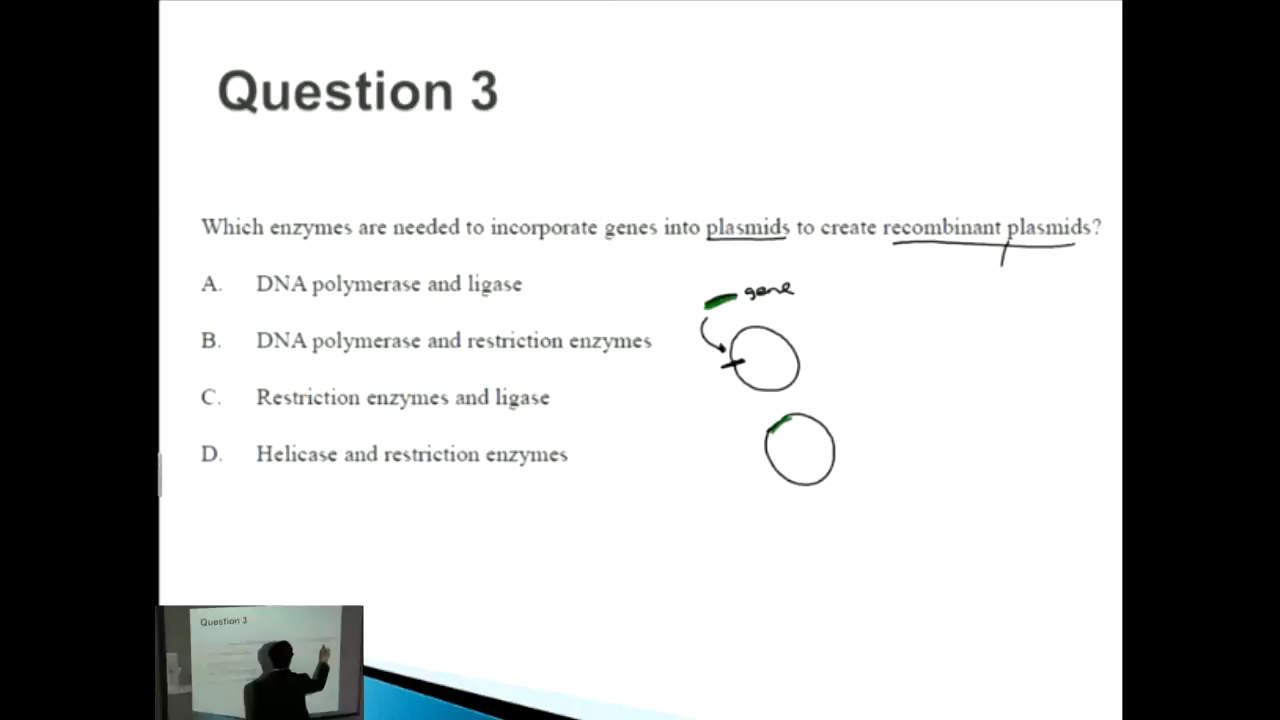 Question 3
Which enzymes are needed to incorporate genes into plasmids to create recombinant plasmids?
A. DNA polymerase and ligase
gene
B. DNA polymerase and restriction enzymes
C. Restriction enzymes and ligase
D. Helicase and restriction enzymes
Question 3